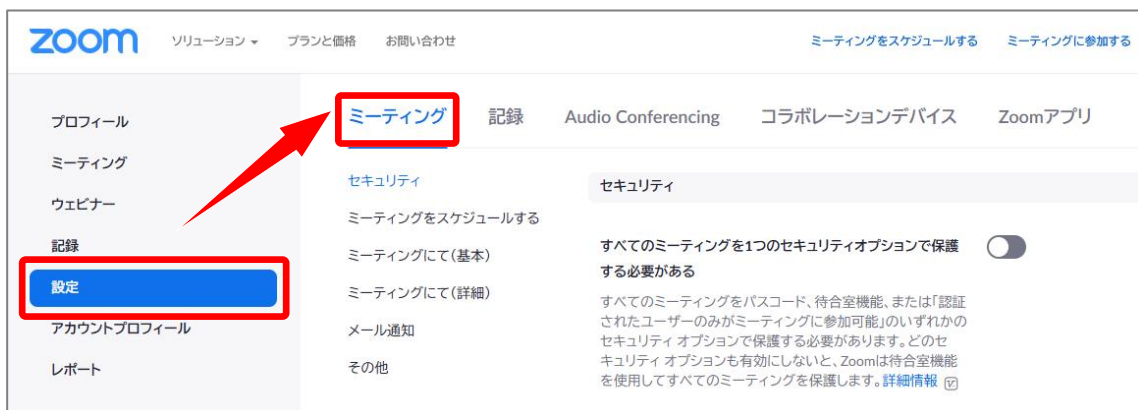 zoom ソリューション プランと価格 お問い合わせ ミーティングをスケジュールする ミーティングに参加する
プロフィール
ミーティング
ウェビナー
記録
設定
アカウントプロフィール
レポート
ミーティング 記録 Audio Conferencing コラボレーションデバイス Zoomアプリ
セキュリティ
ミーティングをスケジュールする
ミーティングにて(基本)
ミーティングにて(詳細)
メール通知
その他
セキュリティ
すべてのミーティングを1つのセキュリティオプションで保護
する必要がある
すべてのミーティングをパスコード、待合室機能、または「認証
されたユーザーのみがミーティングに参加可能」のいずれかの
セキュリティ オプションで保護する必要があります。どのセ
キュリティ オプションも有効にしないと、Zoomは待合室機能
を使用してすべてのミーティングを保護します。詳細情報